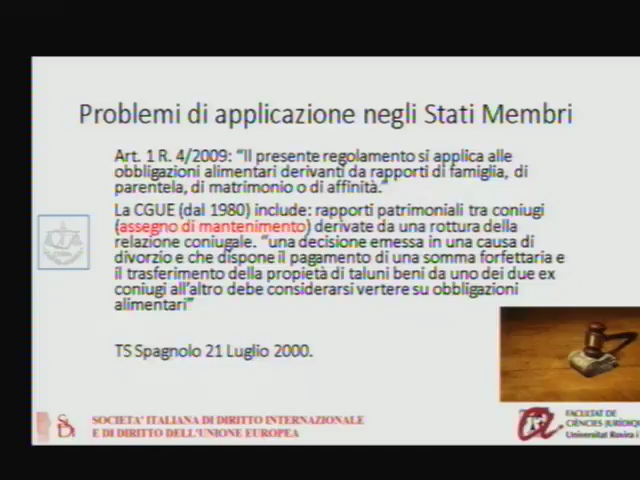 Problemi di applicazione negli Stati Membri
Art. 1 R. 4/2009: “Il presente regolamento si applica alle
obbligazioni alimentari derivanti da rapporti di famiglia, di
parentela, di matrimonio o di affinità.”
La CGUE (dal 1980) include: rapporti patrimoniali tra coniugi
(assegno di mantenimento) derivate da una rottura della
relazione coniugale. “una decisione emessa in una causa di
divorzio e che dispone il pagamento di una somma forfettaria e
il trasferimento della propietà di taluni beni da uno dei due ex
coniugi all’altro debe considerarsi vertere su obbligazioni
alimentari”
TS Spagnolo 21 Luglio 2000.
SOCIETA' ITALIANA DI DIRITTO INTERNAZIONALE
E DI DIRITTO DELL'UNIONE EUROPEA
FACULTAT DE
CIÈNCIES JURÍDIQU
Universitat Rovira i